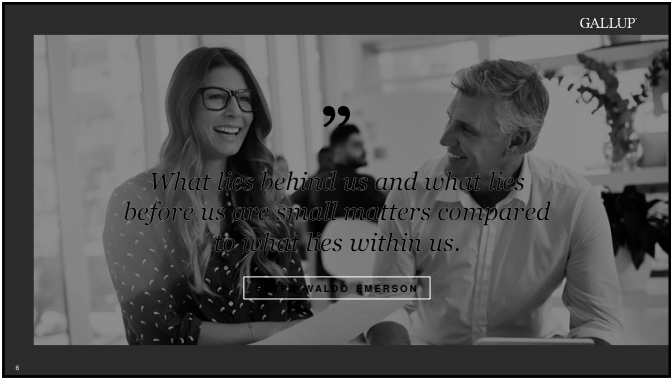 GALLUP
”
What lies behind us and what lies
before us are small matters compared
to what lies within us.
WALDO EMERSON
6